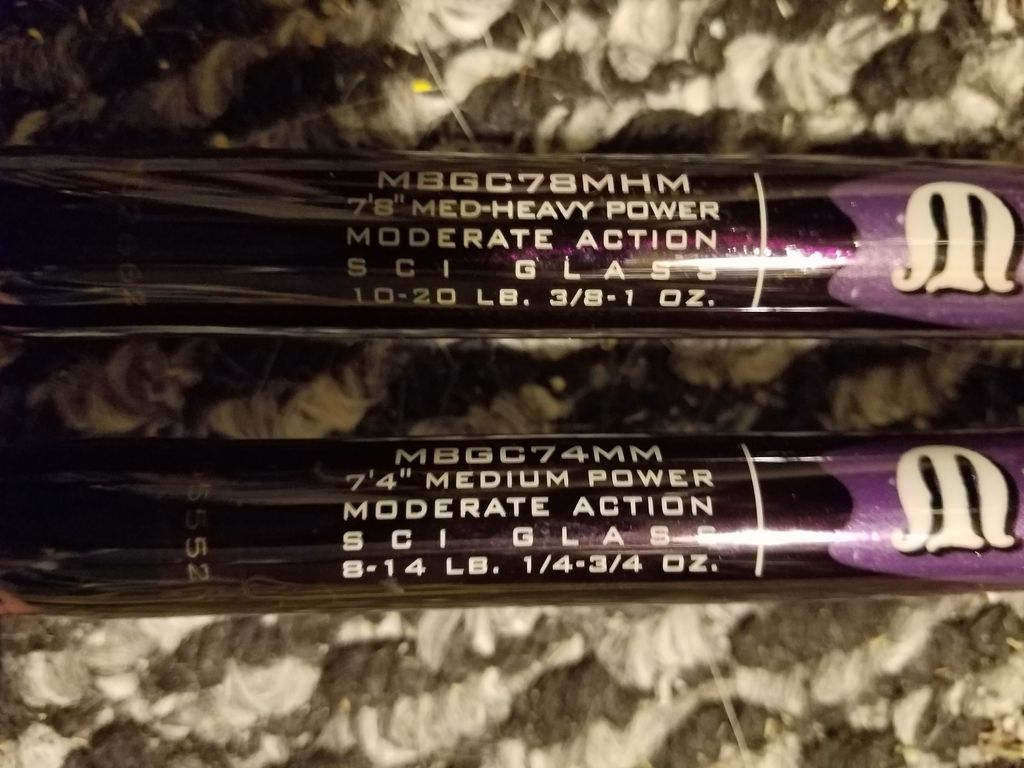 MBGC78MHM
7'8" MED-HEAVY POWER
MODERATE ACTION
SCI GLASS
10-20 LB. 3/8-1 OZ.
M
MBGC74MM
7'4" MEDIUM POWER
MODERATE ACTION
SCI GLASS
8-14 LB. 1/4-3/4 OZ.
M